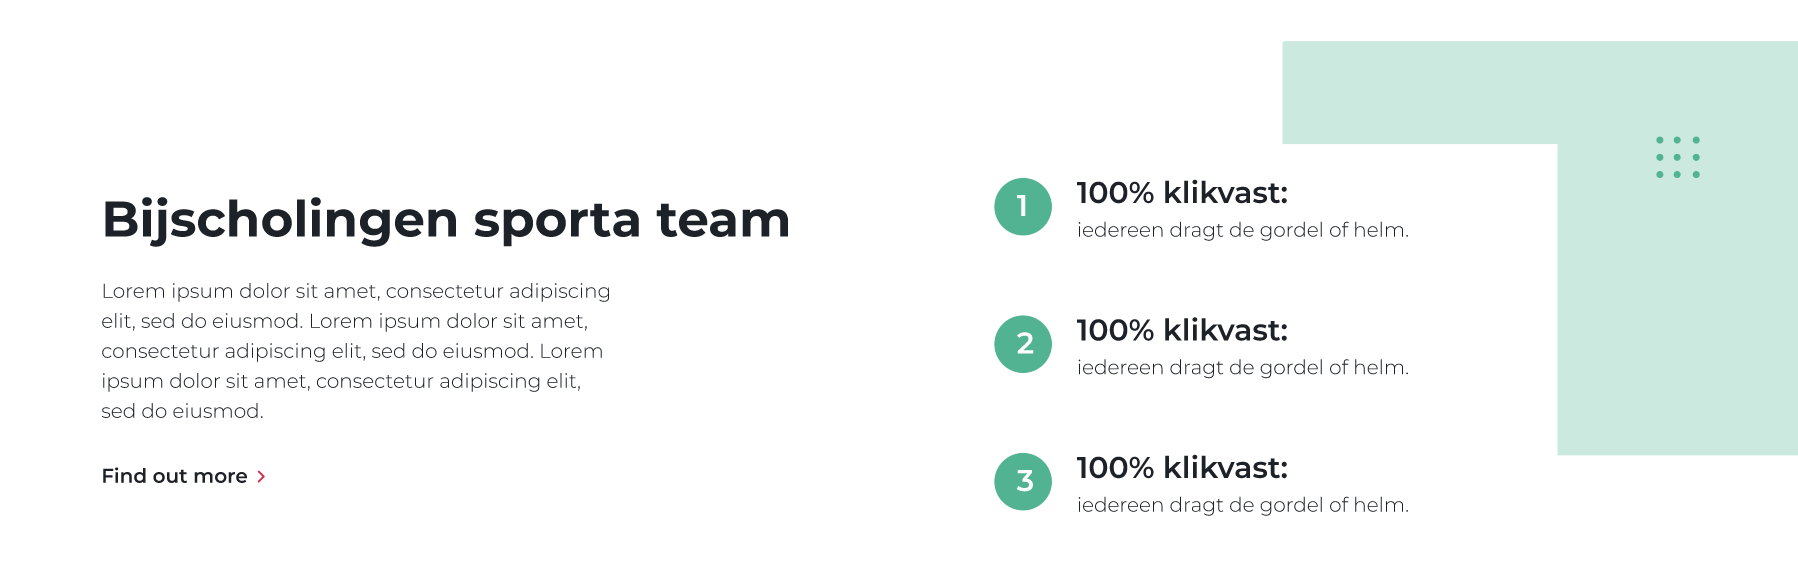 Bijscholingen sporta team
Lorem ipsum dolor sit amet, consectetur adipiscing
elit, sed do eiusmod. Lorem ipsum dolor sit amet,
consectetur adipiscing elit, sed do eiusmod. Lorem
ipsum dolor sit amet, consectetur adipiscing elit,
sed do eiusmod.
Find out more
1
100% klikvast:
iedereen dragt de gordel of helm.
2
100% klikvast:
iedereen dragt de gordel of helm.
3
100% klikvast:
iedereen dragt de gordel of helm.